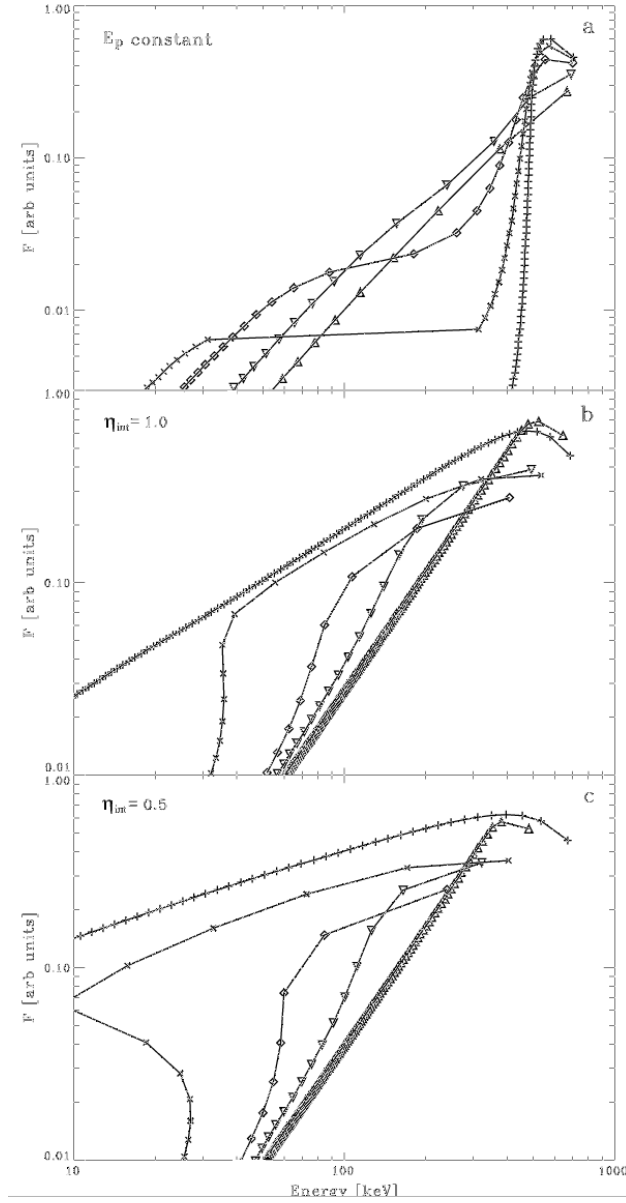 1.00
a
E_p constant
0.10
F [arb units]
0.01
1.00
b
η_int = 1.0
F [arb units]
0.10
0.01
1.00
c
η_int = 0.5
F [arb units]
0.10
0.01
10
100
1000
Energy [keV]